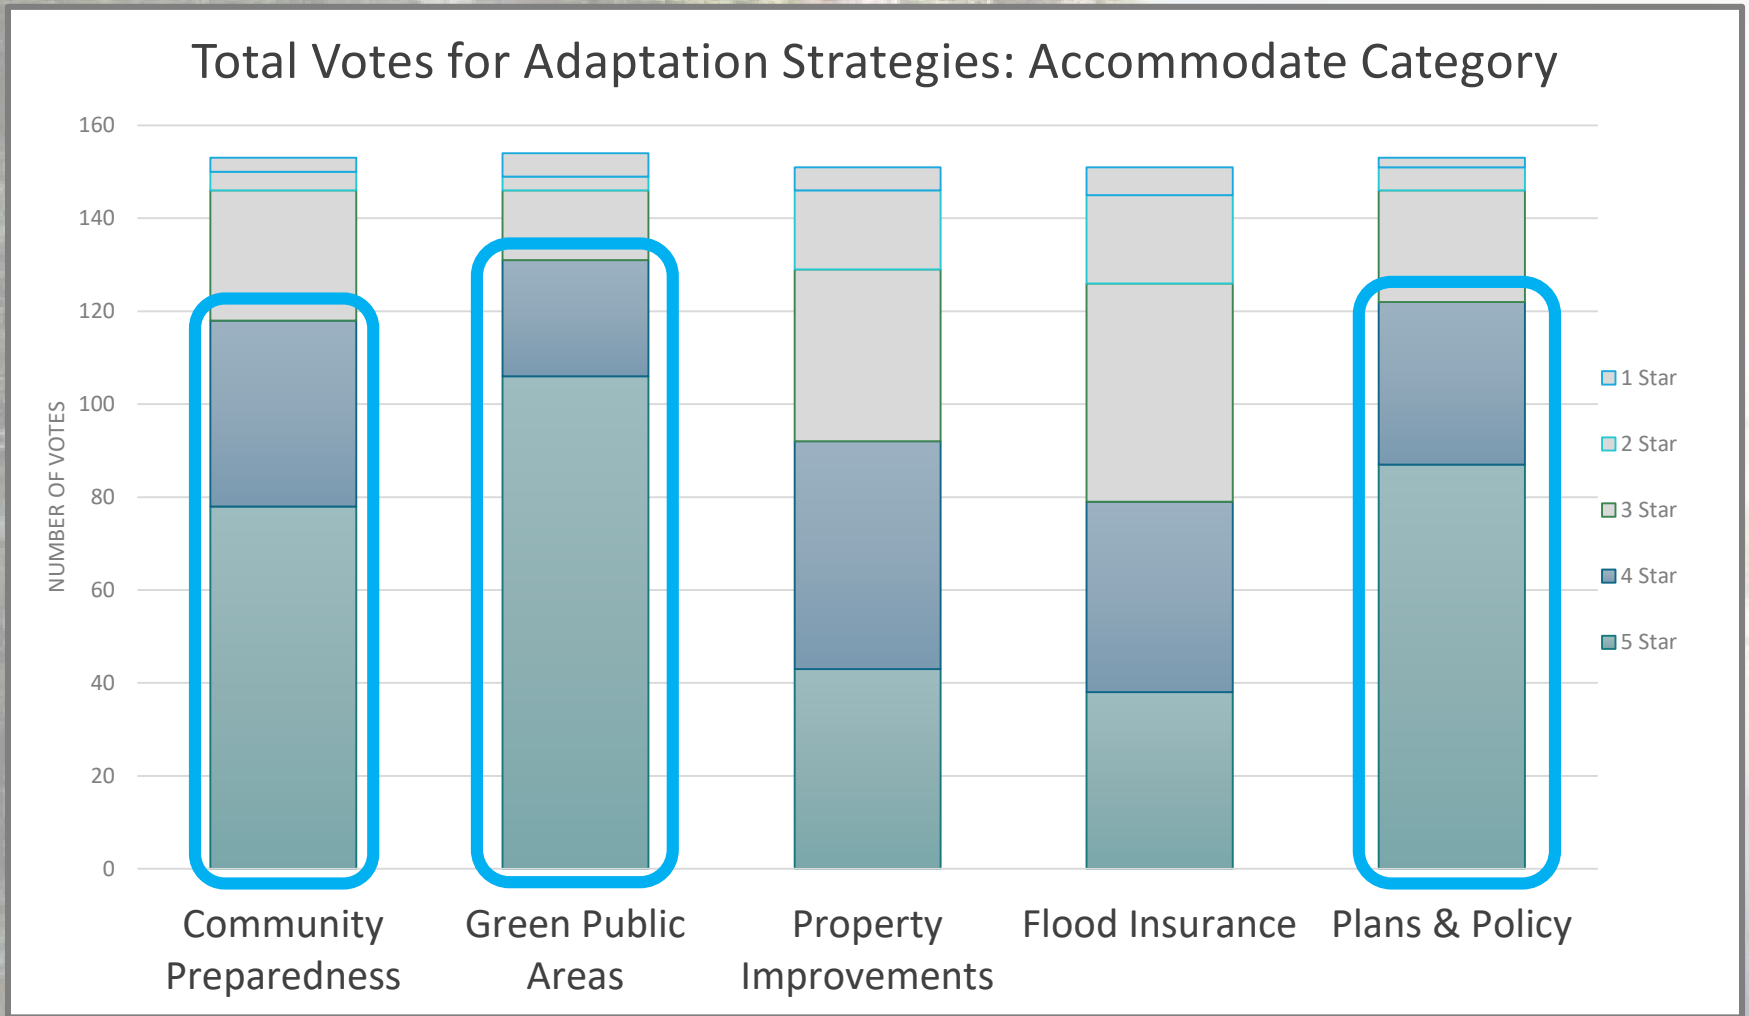 Total Votes for Adaptation Strategies: Accommodate Category
160
140
120
100
80
60
40
20
0
NUMBER OF VOTES
1 Star
2 Star
3 Star
4 Star
5 Star
Community
Preparedness
Green Public
Areas
Property
Improvements
Flood Insurance
Plans & Policy